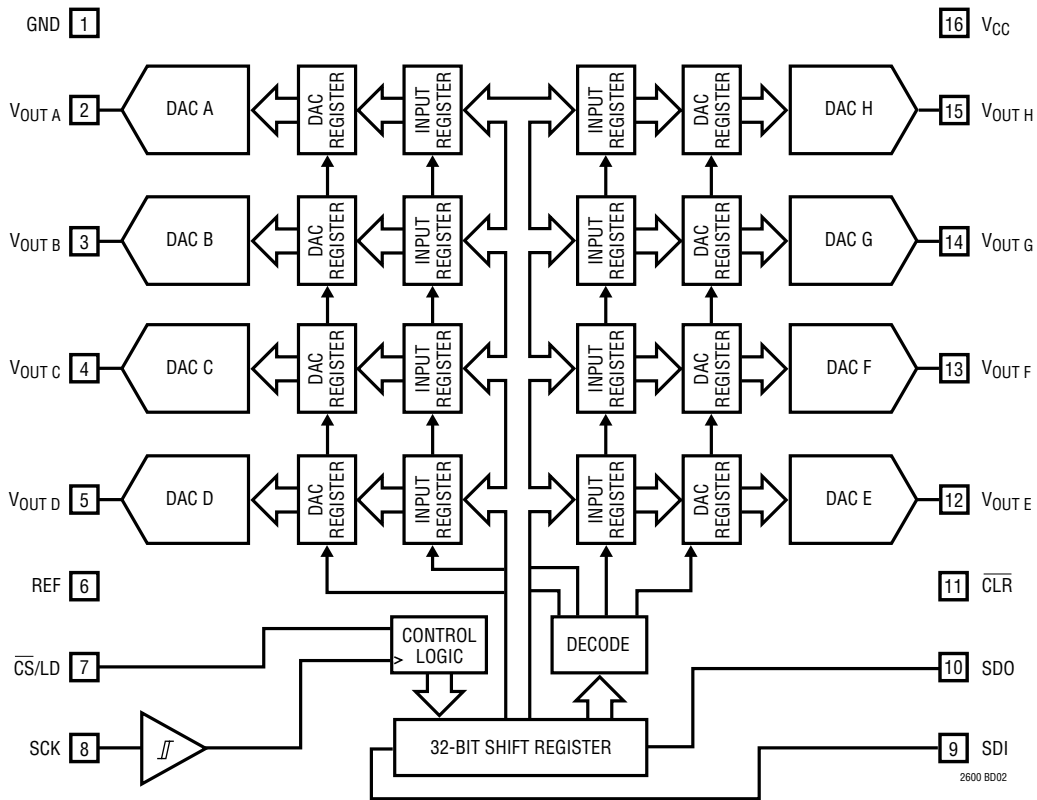 GND 1
16 VCC
VOUT A 2
DAC A
DAC
REGISTER
INPUT
REGISTER
INPUT
REGISTER
DAC
REGISTER
DAC H
15 VOUT H
VOUT B 3
DAC B
DAC
REGISTER
INPUT
REGISTER
INPUT
REGISTER
DAC
REGISTER
DAC G
14 VOUT G
VOUT C 4
DAC C
DAC
REGISTER
INPUT
REGISTER
INPUT
REGISTER
DAC
REGISTER
DAC F
13 VOUT F
VOUT D 5
DAC D
DAC
REGISTER
INPUT
REGISTER
INPUT
REGISTER
DAC
REGISTER
DAC E
12 VOUT E
REF 6
11 C̅L̅R̅
C̅S̅/LD 7
CONTROL
LOGIC
>
DECODE
10 SDO
SCK 8
32-BIT SHIFT REGISTER
9 SDI
2600 BD02